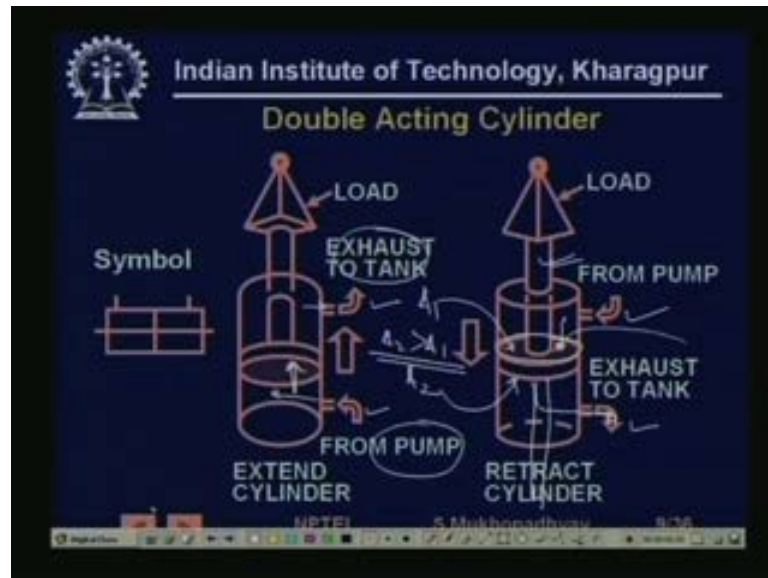 Indian Institute of Technology, Kharagpur
Double Acting Cylinder
Symbol
LOAD
EXHAUST
TO TANK
FROM PUMP
EXTEND
CYLINDER
A₁
A₂ > A₁
A₂
LOAD
FROM PUMP
EXHAUST
TO TANK
RETRACT
CYLINDER
NPTEL
S Mukhopadhyay
9/36